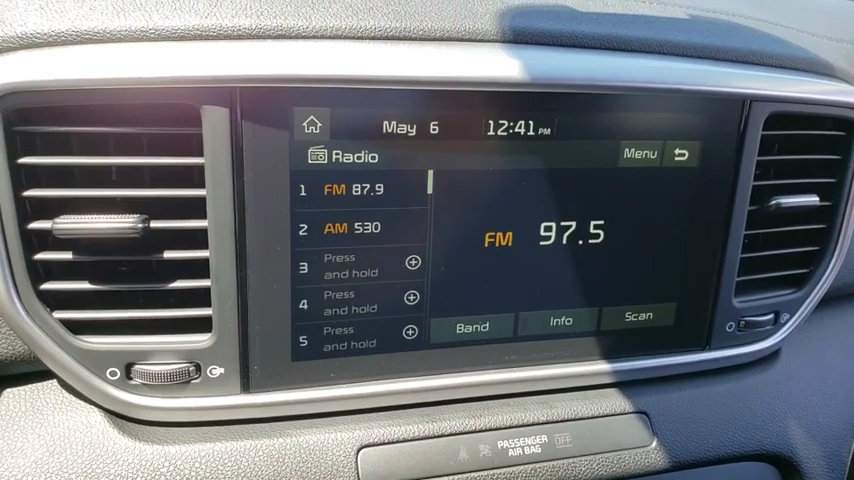 May 6 12:41 PM
Radio
Menu
1 FM 87.9
2 AM 530
3 Press and hold
4 Press and hold
5 Press and hold
FM 97.5
Band Info Scan
PASSENGER
AIR BAG OFF